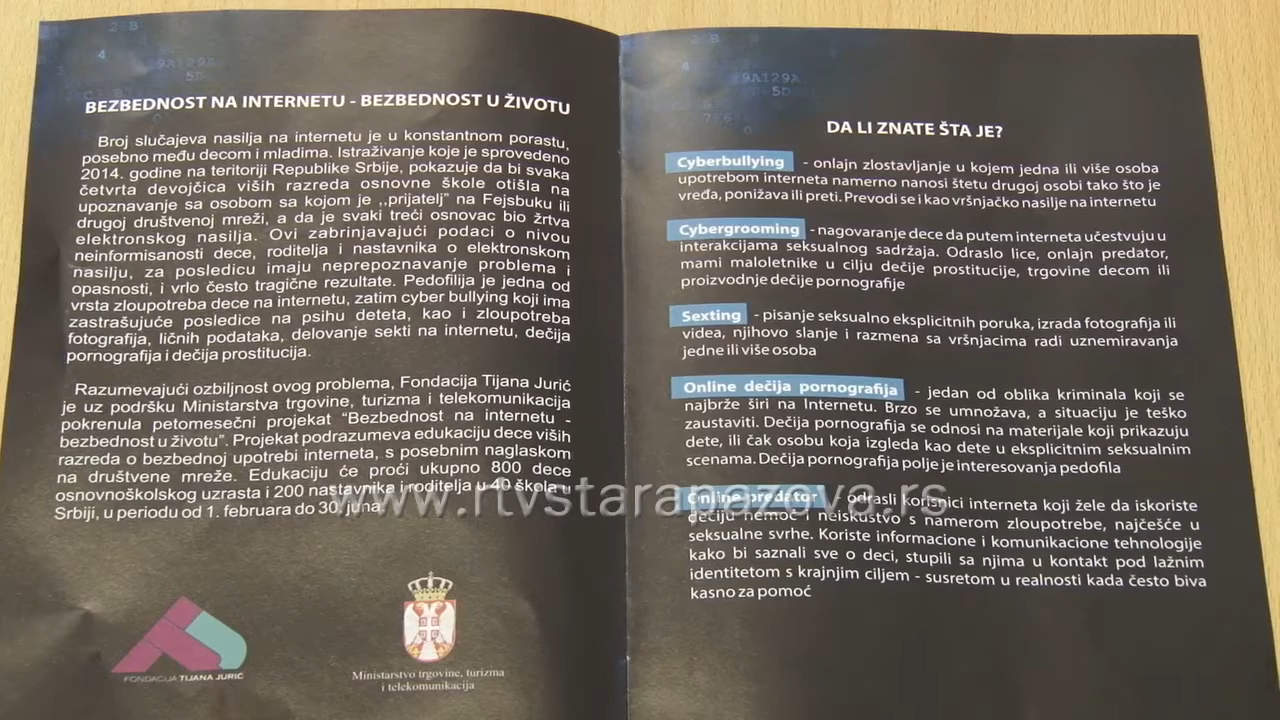 BEZBEDNOST NA INTERNETU - BEZBEDNOST U ŽIVOTU
Broj slučajeva nasilja na internetu je u konstantnom porastu,
posebno među decom i mladima. Istraživanje koje je sprovedeno
2014. godine na teritoriji Republike Srbije, pokazuje da bi svaka
četvrta devojčica viših razreda osnovne škole otišla na
upoznavanje sa osobom sa kojom je ,,prijatelj” na Fejsbuku ili
drugoj društvenoj mreži, a da je svaki treći osnovac bio žrtva
elektronskog nasilja. Ovi zabrinjavajući podaci o nivou
neinformisanosti dece, roditelja i nastavnika o elektronskom
nasilju, za posledicu imaju neprepoznavanje problema i
opasnosti, i vrlo često tragične rezultate. Pedofilija je jedna od
vrsta zloupotreba dece na internetu, zatim cyber bullying koji ima
zastrašujuće posledice na psihu deteta, kao i zloupotreba
fotografija, ličnih podataka, delovanje sekti na internetu, dečija
pornografija i dečija prostitucija.
Razumevajući ozbiljnost ovog problema, Fondacija Tijana Jurić
je uz podršku Ministarstva trgovine, turizma i telekomunikacija
pokrenula petomesečni projekat “Bezbednost na internetu -
bezbednost u životu”. Projekat podrazumeva edukaciju dece viših
razreda o bezbednoj upotrebi interneta, s posebnim naglaskom
na društvene mreže. Edukaciju će proći ukupno 800 dece
osnovnoškolskog uzrasta i 200 nastavnika i roditelja u 40 škola u
Srbiji, u periodu od 1. februara do 30. juna.
FONDACIJA TIJANA JURIĆ
Ministarstvo trgovine, turizma
i telekomunikacija
DA LI ZNATE ŠTA JE?
Cyberbullying - onlajn zlostavljanje u kojem jedna ili više osoba
upotrebom interneta namerno nanosi štetu drugoj osobi tako što je
vređa, ponižava ili preti. Prevodi se i kao vršnjačko nasilje na internetu
Cybergrooming - nagovaranje dece da putem interneta učestvuju u
interakcijama seksualnog sadržaja. Odraslo lice, onlajn predator,
mami maloletnike u cilju dečije prostitucije, trgovine decom ili
proizvodnje dečije pornografije
Sexting - pisanje seksualno eksplicitnih poruka, izrada fotografija ili
videa, njihovo slanje i razmena sa vršnjacima radi uznemiravanja
jedne ili više osoba
Online dečija pornografija - jedan od oblika kriminala koji se
najbrže širi na Internetu. Brzo se umnožava, a situaciju je teško
zaustaviti. Dečija pornografija se odnosi na materijale koji prikazuju
dete, ili čak osobu koja izgleda kao dete u eksplicitnim seksualnim
scenama. Dečija pornografija polje je interesovanja pedofila
Online predator - odrasli korisnici interneta koji žele da iskoriste
dečiju nemoć i neiskustvo s namerom zloupotrebe, najčešće u
seksualne svrhe. Koriste informacione i komunikacione tehnologije
kako bi saznali sve o deci, stupili sa njima u kontakt pod lažnim
identitetom s krajnjim ciljem - susretom u realnosti kada često biva
kasno za pomoć
www.rtvstarapazova.rs